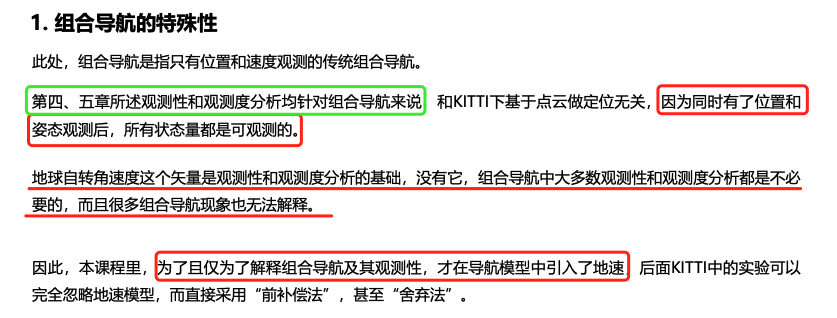 1. 组合导航的特殊性
此处，组合导航是指只有位置和速度观测的传统组合导航。
第四、五章所述观测性和观测度分析均针对组合导航来说，和KITTI下基于点云做定位无关，因为同时有了位置和
姿态观测后，所有状态量都是可观测的。
地球自转角速度这个矢量是观测性和观测度分析的基础，没有它，组合导航中大多数观测性和观测度分析都是不必
要的，而且很多组合导航现象也无法解释。
因此，本课程里，为了且仅为了解释组合导航及其观测性，才在导航模型中引入了地速，后面KITTI中的实验可以
完全忽略地速模型，而直接采用“前补偿法”，甚至“舍弃法”。